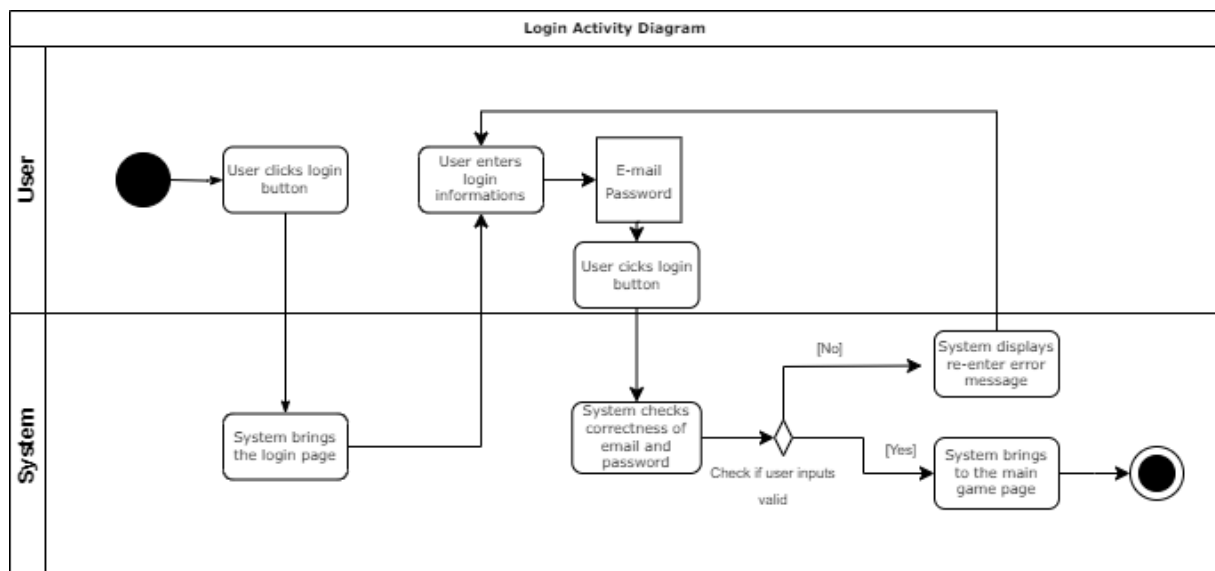 Login Activity Diagram
User
User clicks login
button
User enters
login
informations
E-mail
Password
User cicks login
button
System
System brings
the login page
System checks
correctness of
email and
password
Check if user inputs
valid
[No]
System displays
re-enter error
message
[Yes]
System brings
to the main
game page